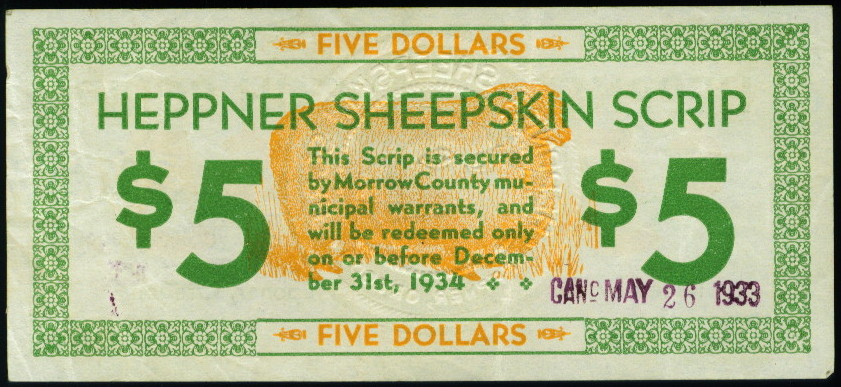 FIVE DOLLARS
HEPPNER SHEEPSKIN SCRIP
$5
This Scrip is secured
by Morrow County mu-
nicipal warrants, and
will be redeemed only
on or before Decem-
ber 31st, 1934
$5
CANC MAY 26 1933
FIVE DOLLARS